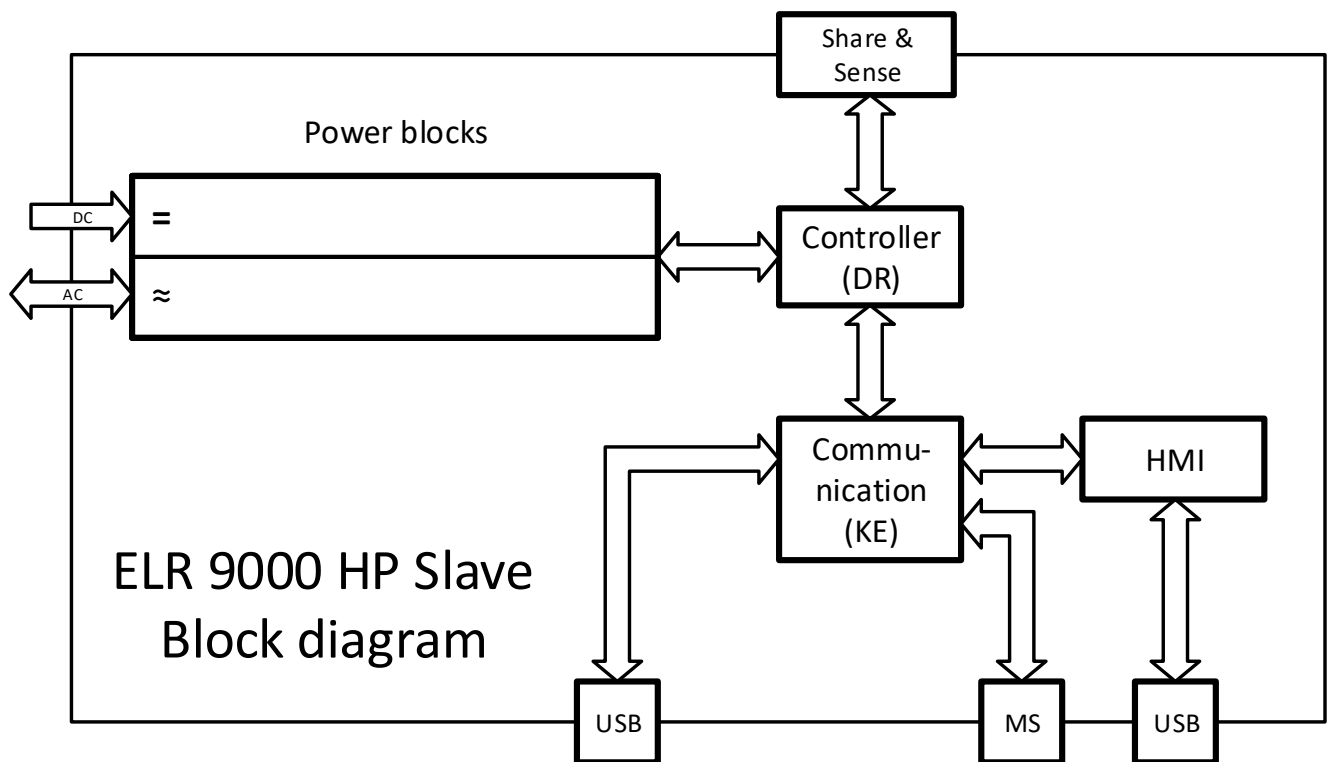 Share &
Sense
Power blocks
DC
=
Controller
(DR)
AC
≈
Commu-
nication
(KE)
HMI
ELR 9000 HP Slave
Block diagram
USB
MS
USB